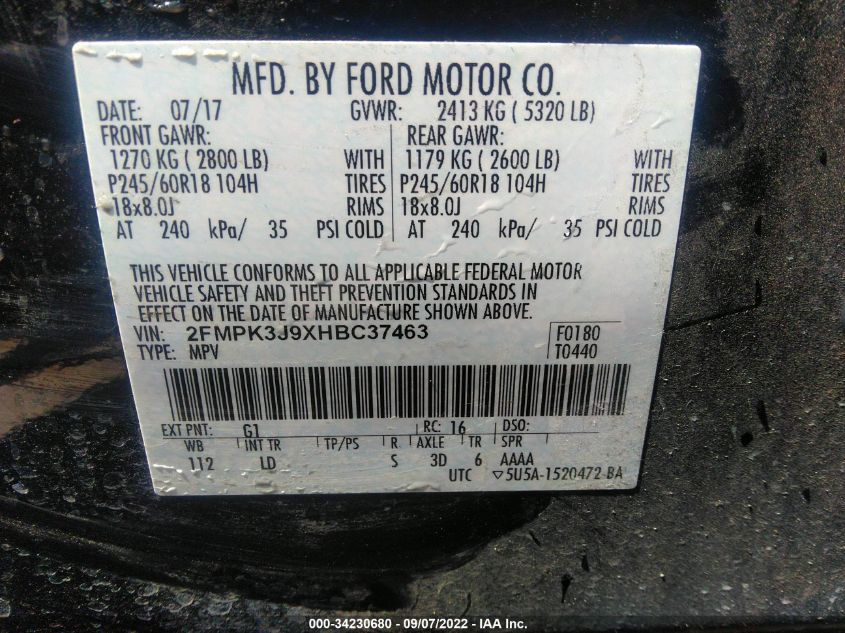 MFD. BY FORD MOTOR CO.
DATE: 07/17 GVWR: 2413 KG ( 5320 LB)
FRONT GAWR: REAR GAWR:
1270 KG ( 2800 LB) WITH 1179 KG ( 2600 LB) WITH
P245/60R18 104H TIRES P245/60R18 104H TIRES
18x8.0J RIMS 18x8.0J RIMS
AT 240 kPa/ 35 PSI COLD AT 240 kPa/ 35 PSI COLD
THIS VEHICLE CONFORMS TO ALL APPLICABLE FEDERAL MOTOR
VEHICLE SAFETY AND THEFT PREVENTION STANDARDS IN
EFFECT ON THE DATE OF MANUFACTURE SHOWN ABOVE.
VIN: 2FMPK3J9XHBC37463 F0180
TYPE: MPV T0440
EXT PNT: G1 RC: 16 DSO:
WB INT TR TP/PS R AXLE TR SPR
112 LD S 3D 6 AAAA
UTC ▽5U5A-1520472-BA
000-34230680 - 09/07/2022 - IAA Inc.